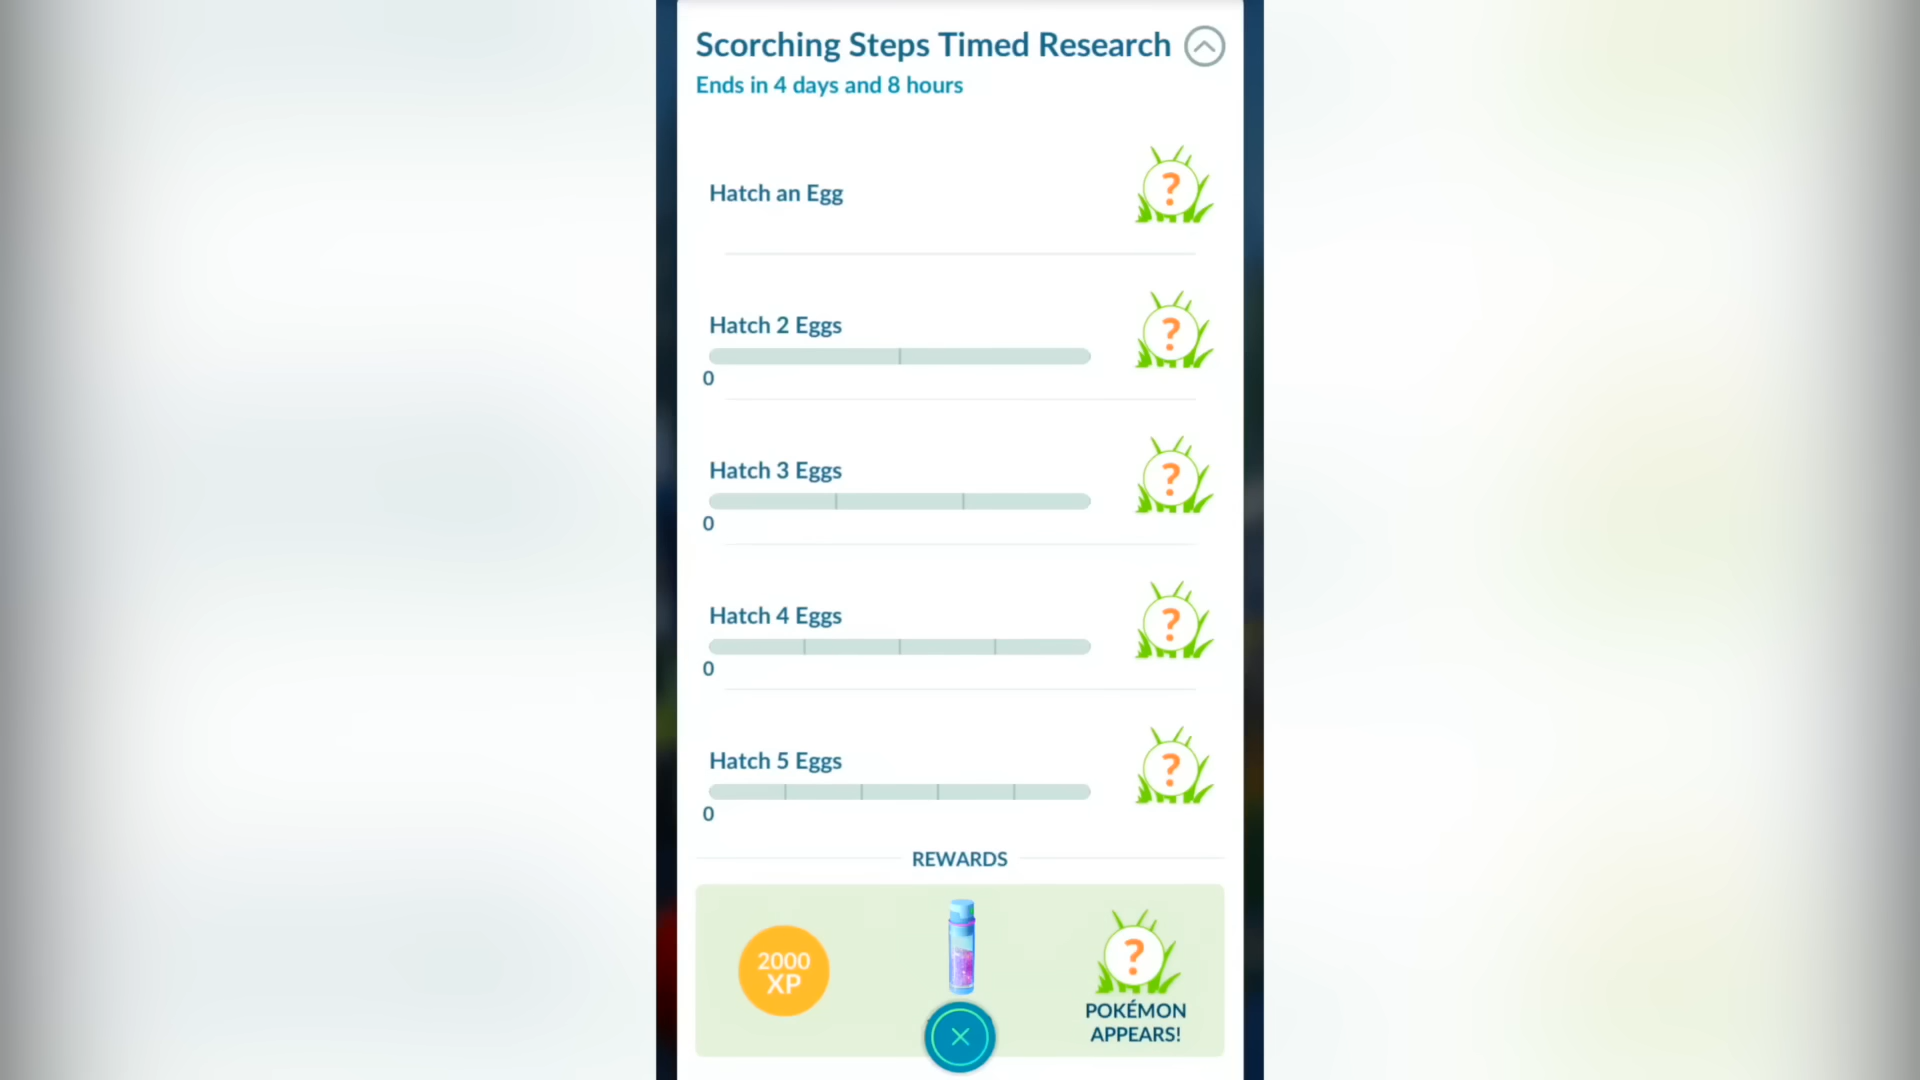 Scorching Steps Timed Research
Ends in 4 days and 8 hours
Hatch an Egg
?
Hatch 2 Eggs
0
?
Hatch 3 Eggs
0
?
Hatch 4 Eggs
0
?
Hatch 5 Eggs
0
?
REWARDS
2000
XP
?
POKÉMON
APPEARS!